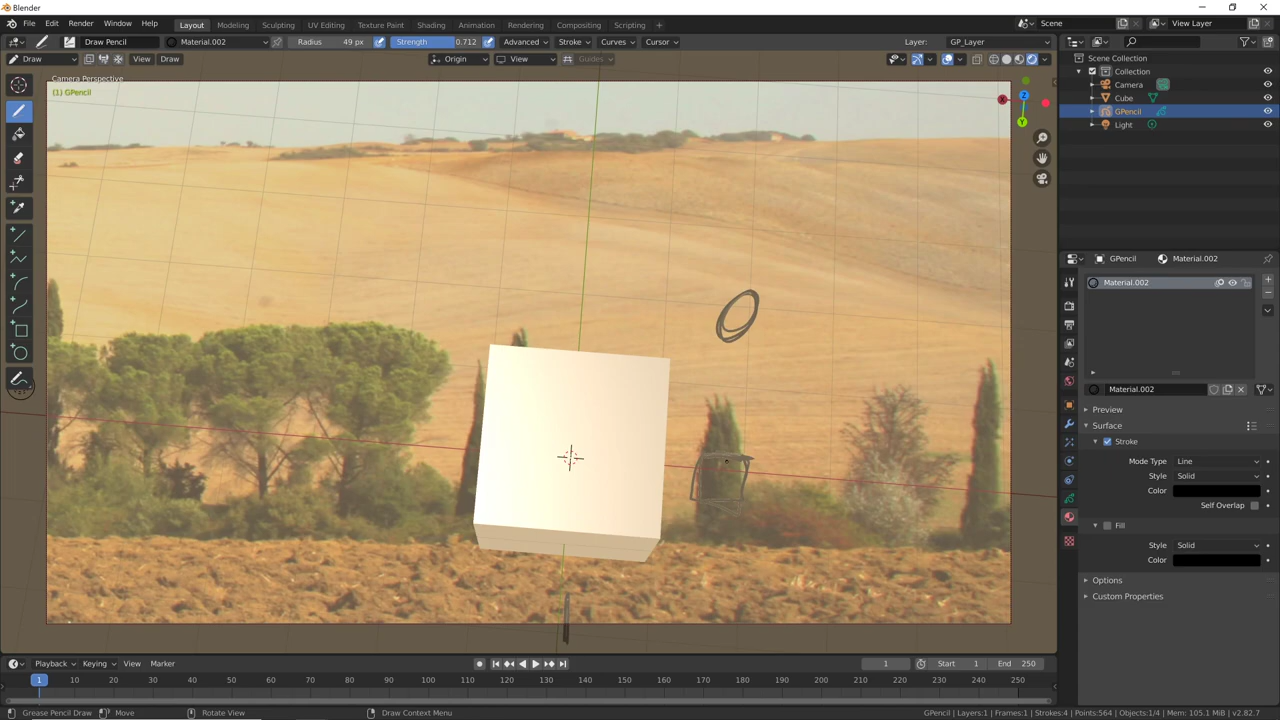 Blender
File Edit Render Window Help
Layout Modeling Sculpting UV Editing Texture Paint Shading Animation Rendering Compositing Scripting +
Scene
View Layer
Draw Pencil
Material.002
Radius 49 px
Strength 0.712
Advanced Stroke Curves Cursor
Layer: GP_Layer
Draw
View Draw
Origin
View
Guides
Camera Perspective
(1) GPencil
X
Z
Y
Scene Collection
Collection
Camera
Cube
GPencil
Light
GPencil
Material.002
Material.002
Material.002
Preview
Surface
Stroke
Mode Type Line
Style Solid
Color
Self Overlap
Fill
Style Solid
Color
Options
Custom Properties
Playback Keying View Marker
1
Start 1
End 250
1 10 20 30 40 50 60 70 80 90 100 110 120 130 140 150 160 170 180 190 200 210 220 230 240 250
Grease Pencil Draw Move Rotate View Draw Context Menu
GPencil | Layers:1 | Frames:1 | Strokes:4 | Points:564 | Objects:1/4 | Mem: 105.1 MiB | v2.82.7